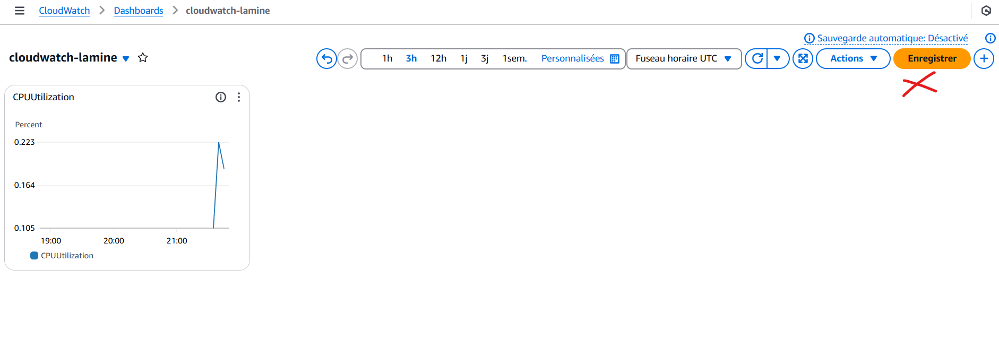 CloudWatch > Dashboards > cloudwatch-lamine
Sauvegarde automatique: Désactivé
cloudwatch-lamine 1h 3h 12h 1j 3j 1sem. Personnalisées Fuseau horaire UTC Actions Enregistrer
CPUUtilization
Percent
0.223
0.164
0.105
19:00 20:00 21:00
CPUUtilization